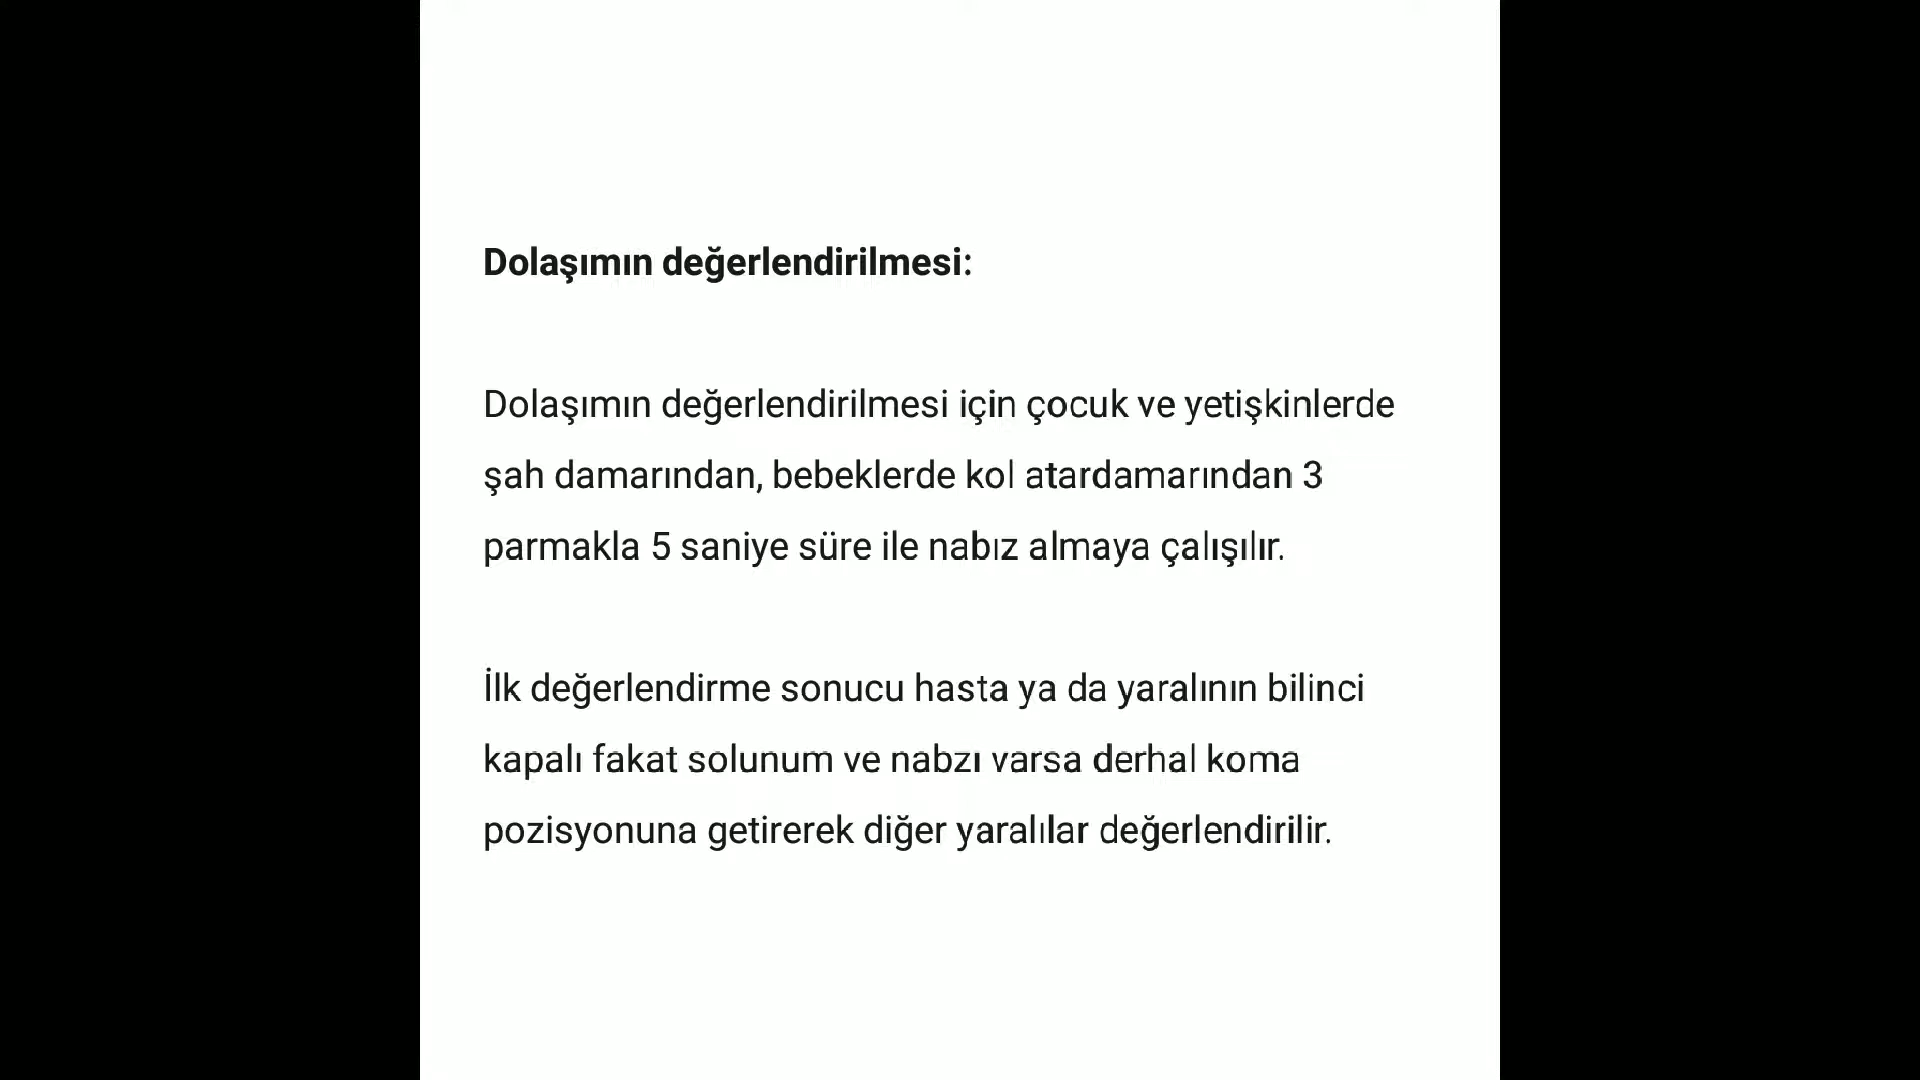 Dolaşımın değerlendirilmesi:
Dolaşımın değerlendirilmesi için çocuk ve yetişkinlerde
şah damarından, bebeklerde kol atardamarından 3
parmakla 5 saniye süre ile nabız almaya çalışılır.
İlk değerlendirme sonucu hasta ya da yaralının bilinci
kapalı fakat solunum ve nabzı varsa derhal koma
pozisyonuna getirerek diğer yaralılar değerlendirilir.